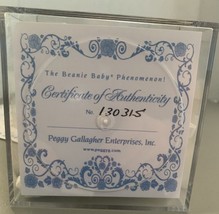 The Beanie Baby® Phenomenon!
Certificate of Authenticity
No. 130315
Peggy Gallagher Enterprises, Inc.
www.peggyg.com